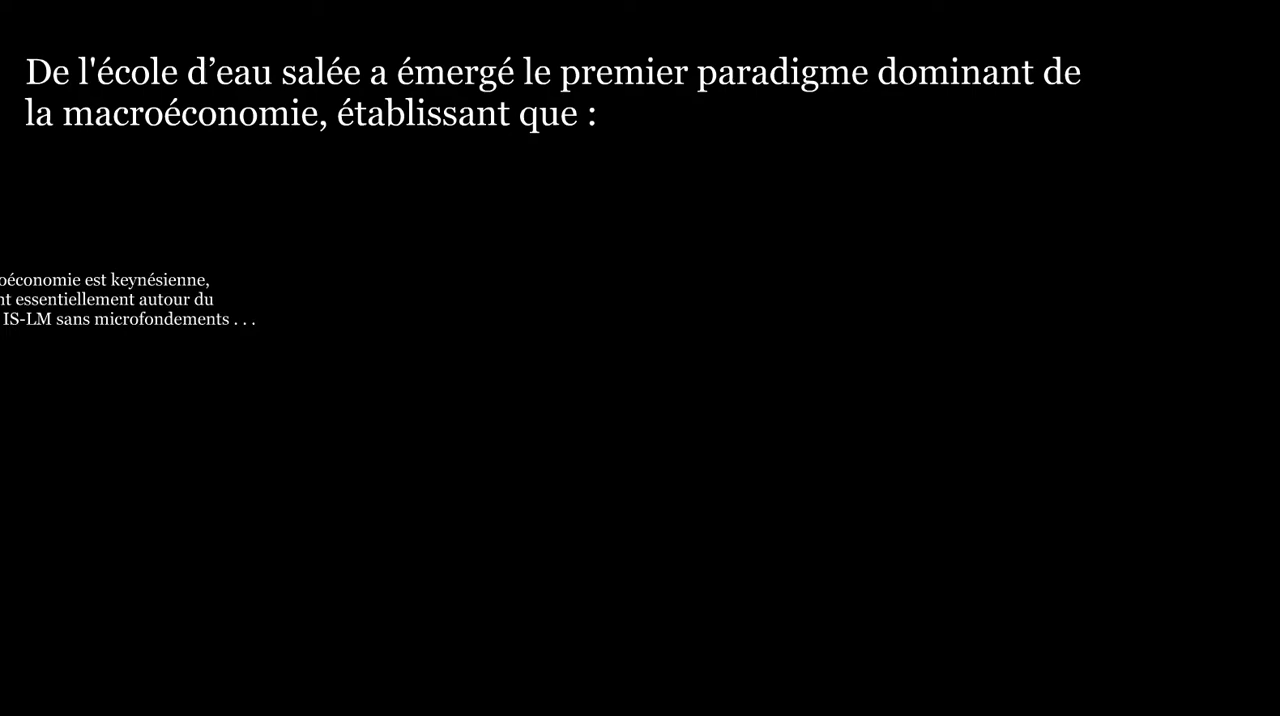 De l'école d’eau salée a émergé le premier paradigme dominant de
la macroéconomie, établissant que :
est keynésienne,
essentiellement autour du
IS-LM sans microfondements . . .